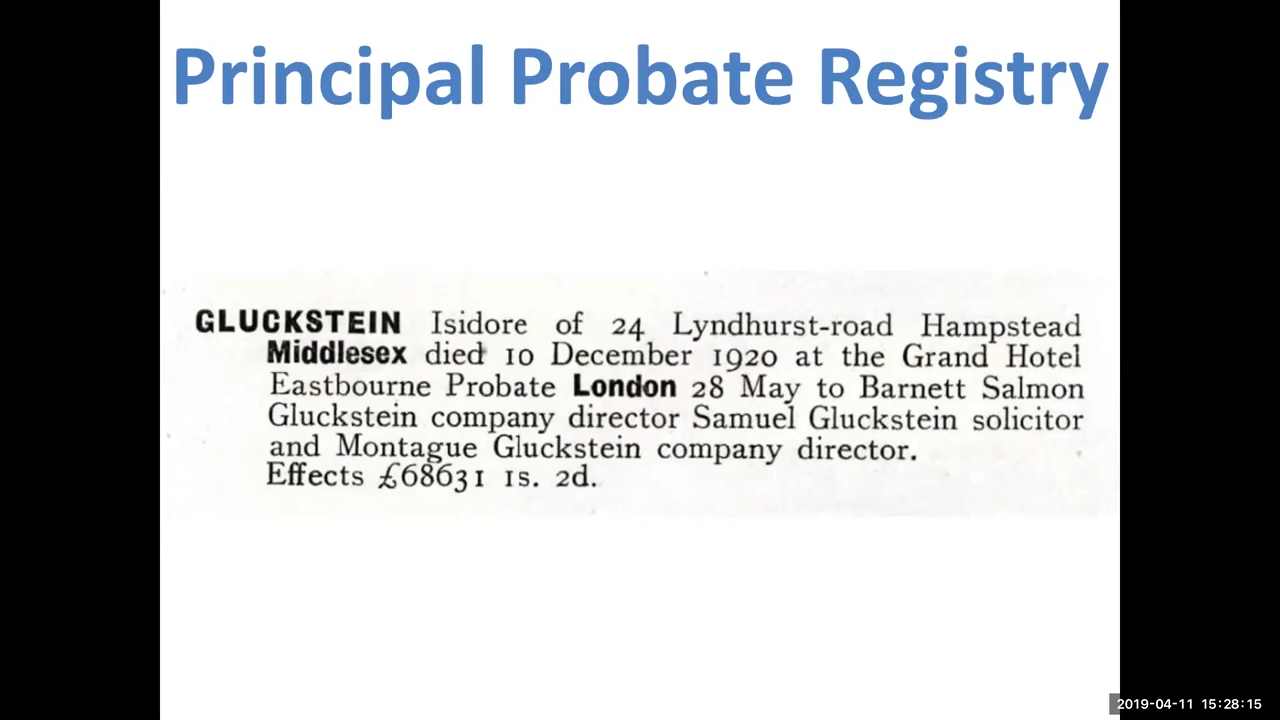 Principal Probate Registry
GLUCKSTEIN Isidore of 24 Lyndhurst-road Hampstead
Middlesex died 10 December 1920 at the Grand Hotel
Eastbourne Probate London 28 May to Barnett Salmon
Gluckstein company director Samuel Gluckstein solicitor
and Montague Gluckstein company director.
Effects £68631 1s. 2d.
2019-04-11 15:28:15